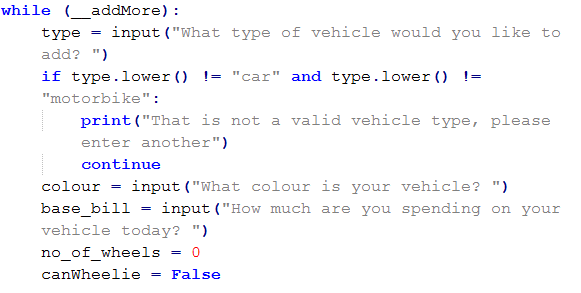 while (__addMore):
    type = input("What type of vehicle would you like to
    add? ")
    if type.lower() != "car" and type.lower() !=
    "motorbike":
        print("That is not a valid vehicle type, please
        enter another")
        continue
    colour = input("What colour is your vehicle? ")
    base_bill = input("How much are you spending on your
    vehicle today? ")
    no_of_wheels = 0
    canWheelie = False